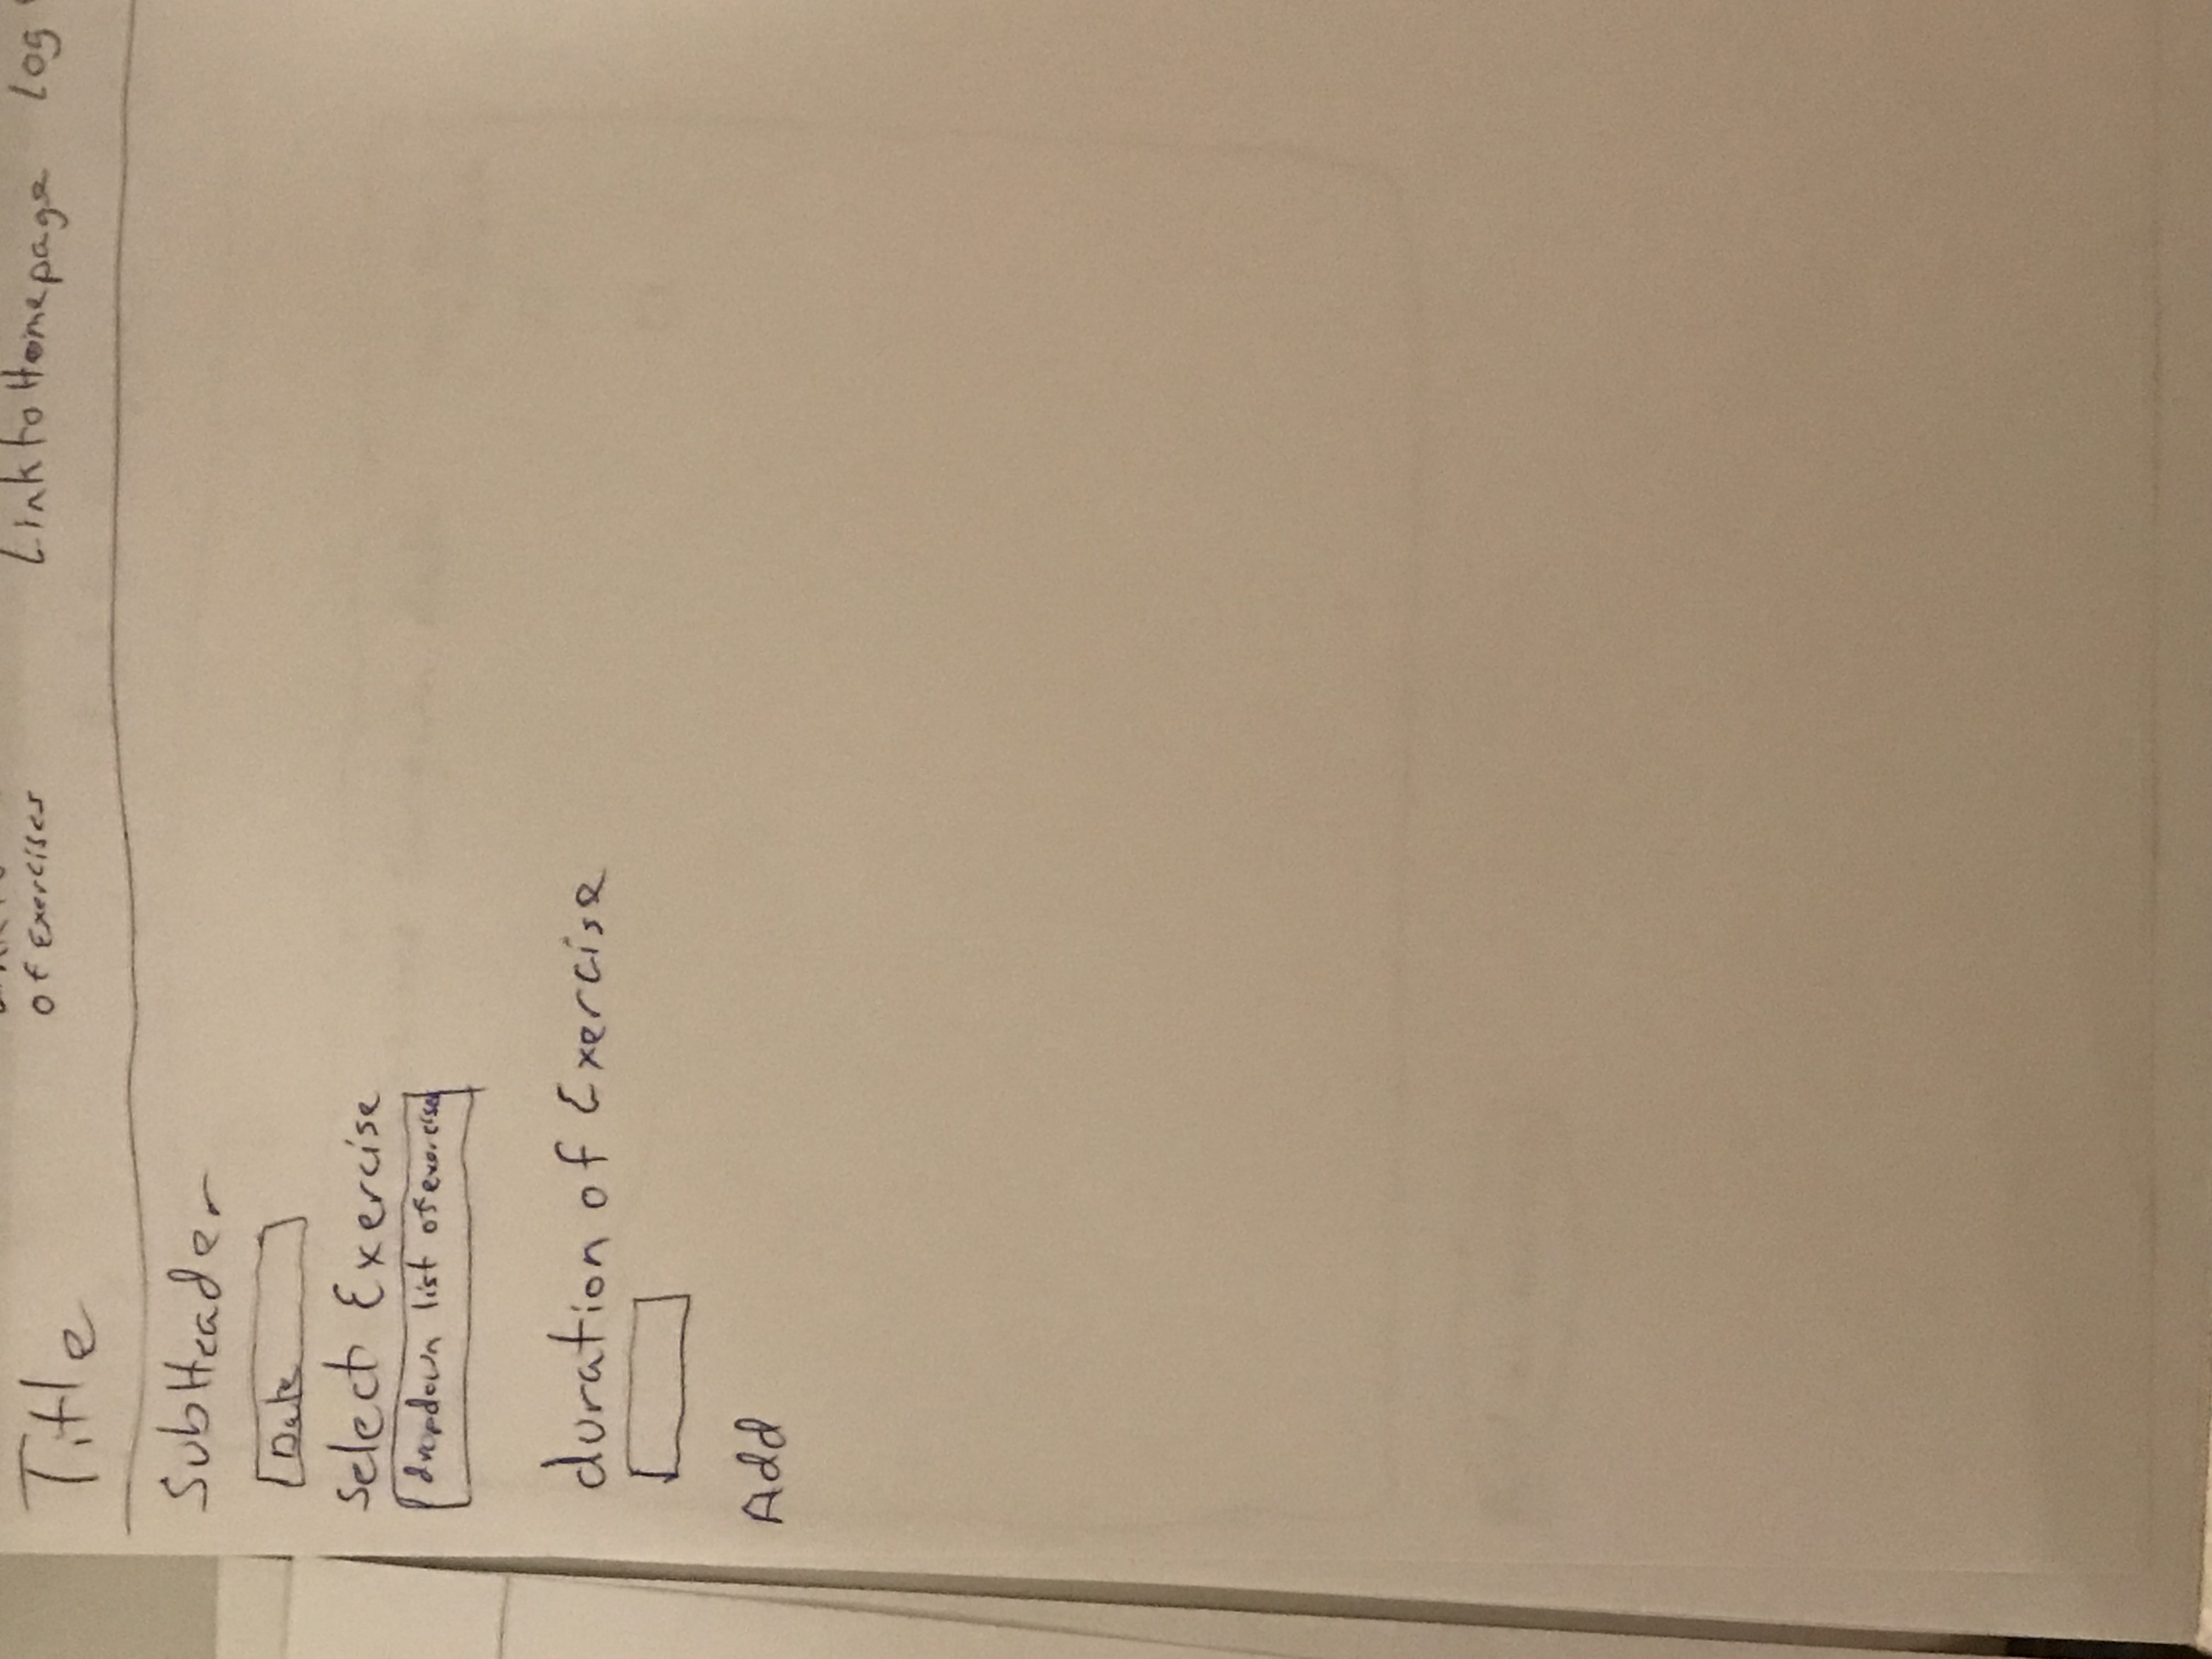 Title
of Exercises
Link to Homepage
log
SubHeader
Date
Select Exercise
dropdown list of exercises
duration of Exercise
Add